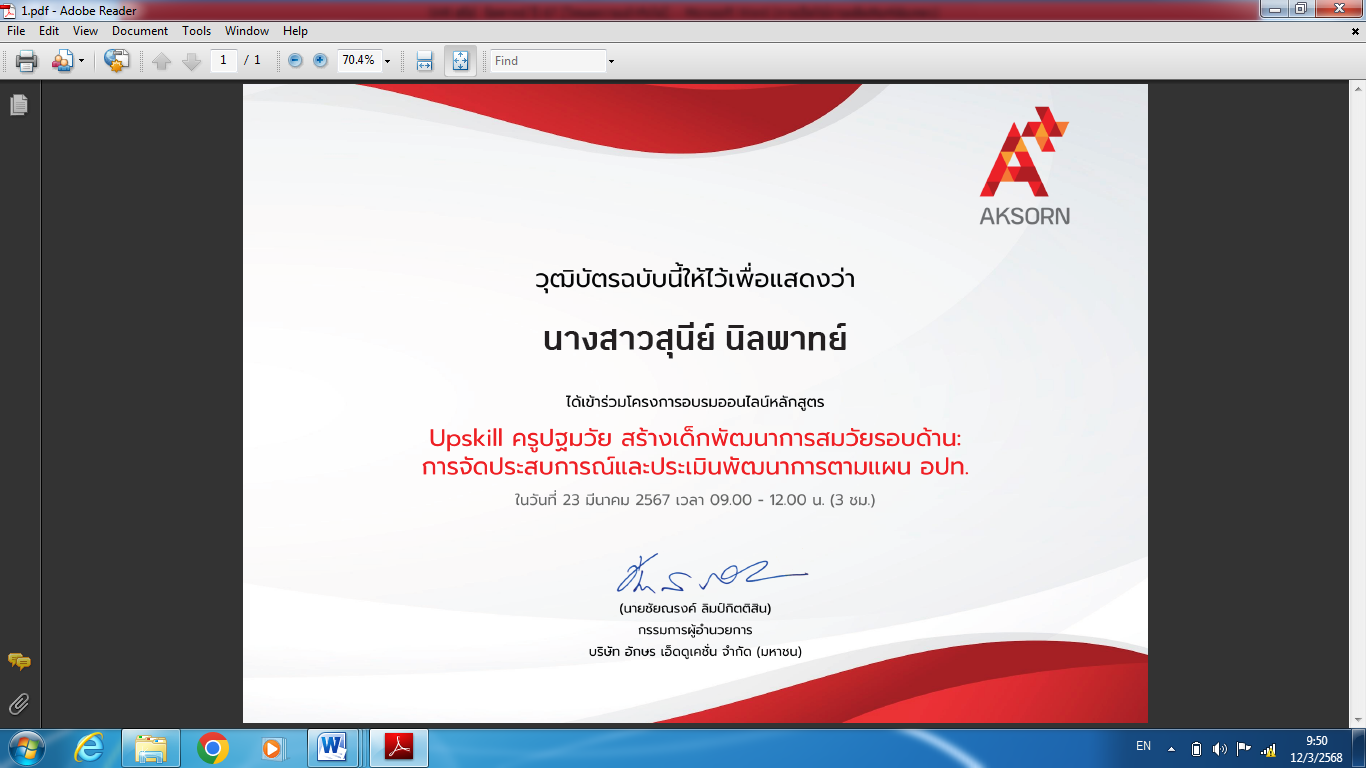 1.pdf - Adobe Reader
File Edit View Document Tools Window Help
1 / 1 70.4% Find
AKSORN
วุฒิบัตรฉบับนี้ให้ไว้เพื่อแสดงว่า
นางสาวสุนีย์ นิลพาทย์
ได้เข้าร่วมโครงการอบรมออนไลน์หลักสูตร
Upskill ครูปฐมวัย สร้างเด็กพัฒนาการสมวัยรอบด้าน:
การจัดประสบการณ์และประเมินพัฒนาการตามแผน อปท.
ในวันที่ 23 มีนาคม 2567 เวลา 09.00 - 12.00 น. (3 ชม.)
(นายชัยณรงค์ ลิมป์กิตติสิน)
กรรมการผู้อำนวยการ
บริษัท อักษร เอ็ดดูเคชั่น จำกัด (มหาชน)
EN 9:50
12/3/2568